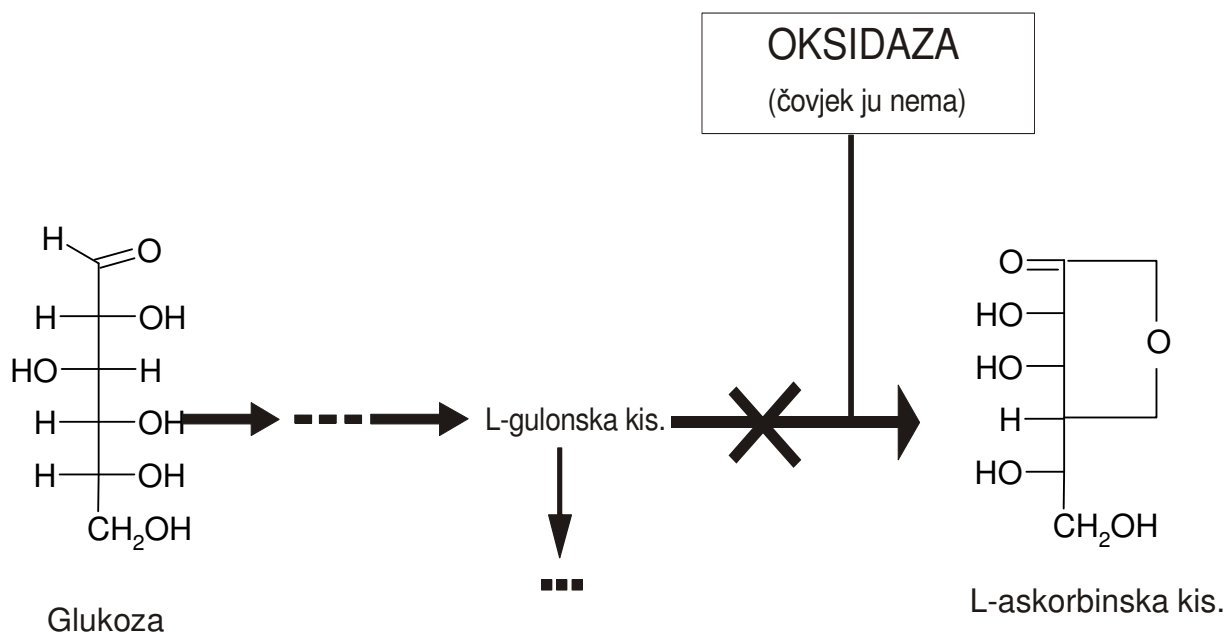 OKSIDAZA
(čovjek ju nema)
H
O
H
OH
HO
H
H
OH
H
OH
CH₂OH
Glukoza
L-gulonska kis.
O
HO
HO
O
H
HO
CH₂OH
L-askorbinska kis.